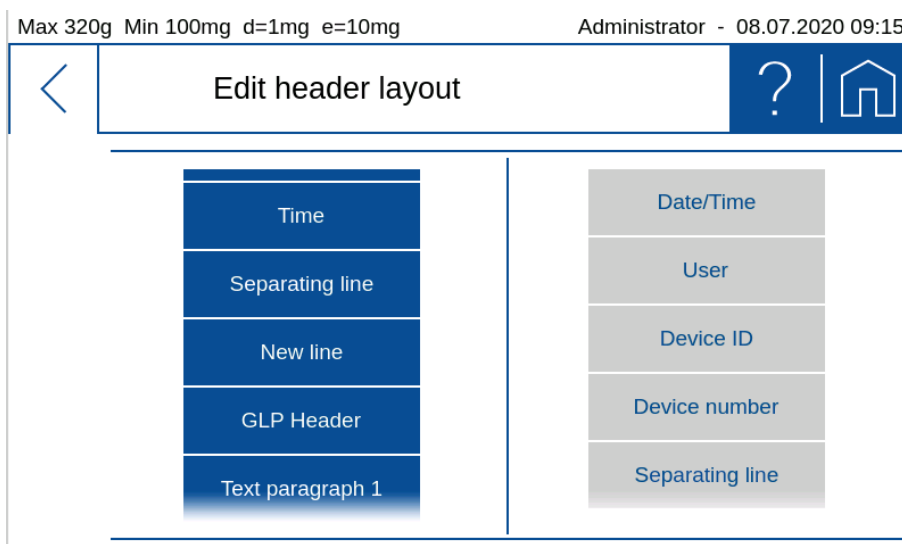 Max 320g Min 100mg d=1mg e=10mg
Administrator - 08.07.2020 09:15
Edit header layout
?
Time
Separating line
New line
GLP Header
Text paragraph 1
Date/Time
User
Device ID
Device number
Separating line